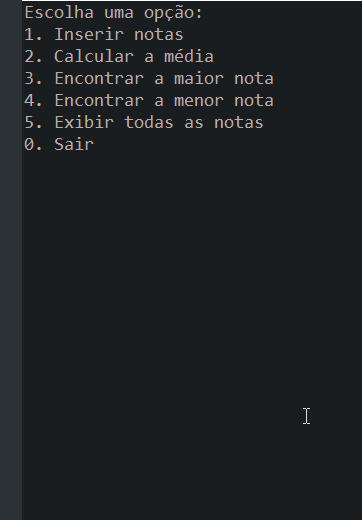 Escolha uma opção:
1. Inserir notas
2. Calcular a média
3. Encontrar a maior nota
4. Encontrar a menor nota
5. Exibir todas as notas
0. Sair